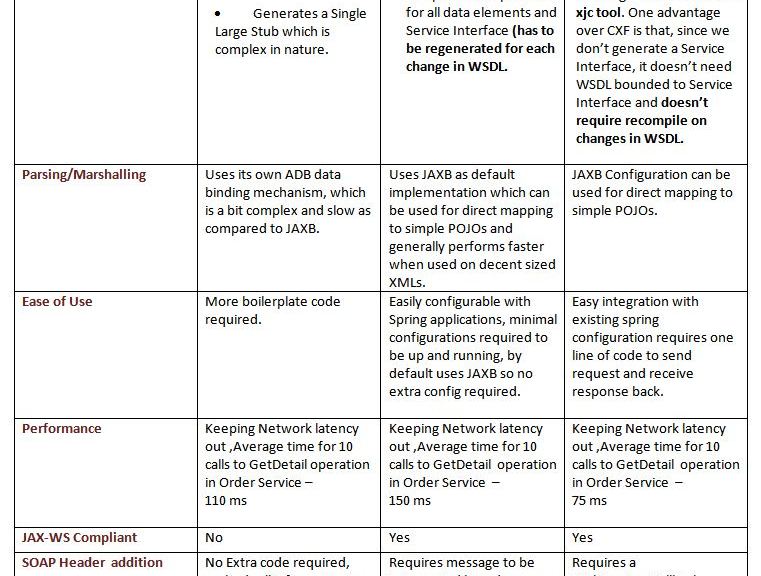 • Generates a Single
Large Stub which is
complex in nature.
for all data elements and
Service Interface (has to
be regenerated for each
change in WSDL.
xjc tool. One advantage
over CXF is that, since we
don't generate a Service
Interface, it doesn't need
WSDL bounded to Service
Interface and doesn't
require recompile on
changes in WSDL.
Parsing/Marshalling
Uses its own ADB data
binding mechanism, which
is a bit complex and slow as
compared to JAXB.
Uses JAXB as default
implementation which can
be used for direct mapping
to simple POJOs and
generally performs faster
when used on decent sized
XMLs.
JAXB Configuration can be
used for direct mapping to
simple POJOs.
Ease of Use
More boilerplate code
required.
Easily configurable with
Spring applications, minimal
configurations required to
be up and running, by
default uses JAXB so no
extra config required.
Easy integration with
existing spring
configuration requires one
line of code to send
request and receive
response back.
Performance
Keeping Network latency
out ,Average time for 10
calls to GetDetail operation
in Order Service –
110 ms
Keeping Network latency
out ,Average time for 10
calls to GetDetail operation
in Order Service –
150 ms
Keeping Network latency
out ,Average time for 10
calls to GetDetail operation
in Order Service –
75 ms
JAX-WS Compliant
No
Yes
Yes
SOAP Header addition
No Extra code required,
Requires message to be
Requires a